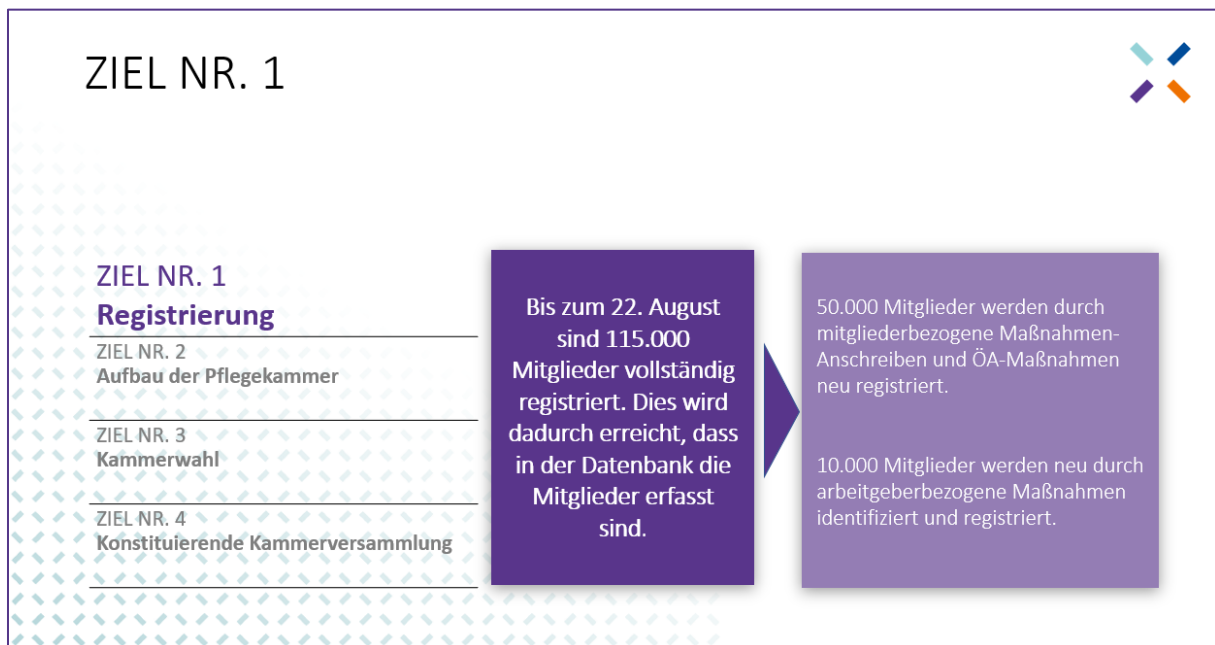 ZIEL NR. 1
ZIEL NR. 1
Registrierung
ZIEL NR. 2
Aufbau der Pflegekammer
ZIEL NR. 3
Kammerwahl
ZIEL NR. 4
Konstituierende Kammerversammlung
Bis zum 22. August
sind 115.000
Mitglieder vollständig
registriert. Dies wird
dadurch erreicht, dass
in der Datenbank die
Mitglieder erfasst
sind.
50.000 Mitglieder werden durch
mitgliederbezogene Maßnahmen-
Anschreiben und ÖA-Maßnahmen
neu registriert.
10.000 Mitglieder werden neu durch
arbeitgeberbezogene Maßnahmen
identifiziert und registriert.